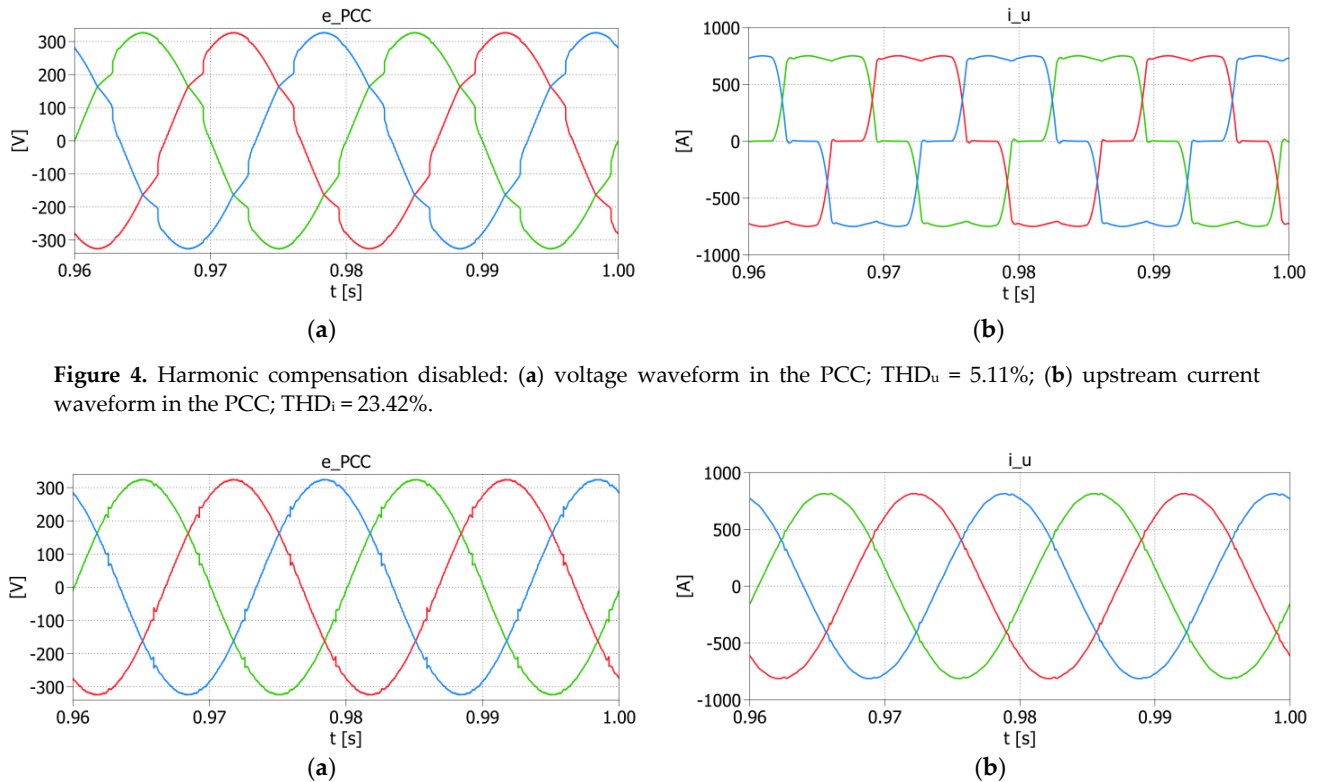 e_PCC
i_u
[V]
300
200
100
0
-100
-200
-300
0.96
0.97
0.98
0.99
1.00
t [s]
[A]
1000
500
0
-500
-1000
0.96
0.97
0.98
0.99
1.00
t [s]
(a)
(b)
Figure 4. Harmonic compensation disabled: (a) voltage waveform in the PCC; THDu = 5.11%; (b) upstream current
waveform in the PCC; THDi = 23.42%.
e_PCC
i_u
[V]
300
200
100
0
-100
-200
-300
0.96
0.97
0.98
0.99
1.00
t [s]
[A]
1000
500
0
-500
-1000
0.96
0.97
0.98
0.99
1.00
t [s]
(a)
(b)